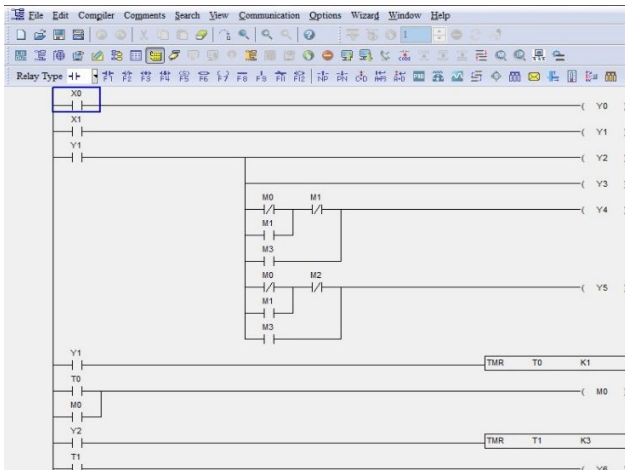 File Edit Compiler Comments Search View Communication Options Wizard Window Help
1
Relay Type
X0
( Y0
X1
( Y1
Y1
( Y2
( Y3
M0 M1
( Y4
M1
M3
M0 M2
( Y5
M1
M3
Y1
TMR T0 K1
T0
( M0
M0
Y2
TMR T1 K3
T1
( Y6